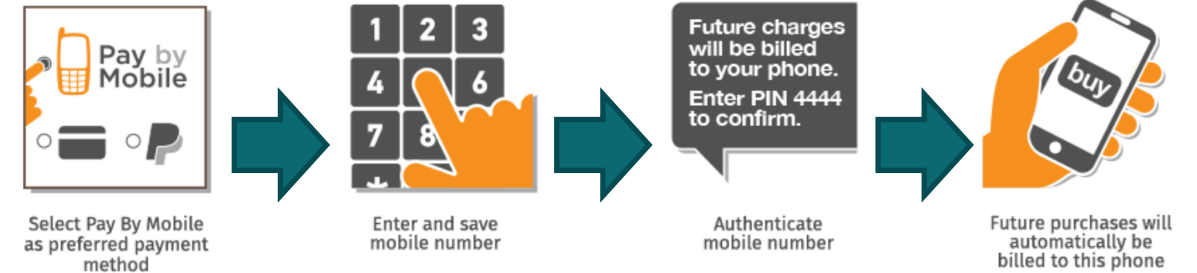 Pay by
Mobile
Select Pay By Mobile
as preferred payment
method
1 2 3
4 6
7 8
*
Enter and save
mobile number
Future charges
will be billed
to your phone.
Enter PIN 4444
to confirm.
Authenticate
mobile number
buy
Future purchases will
automatically be
billed to this phone